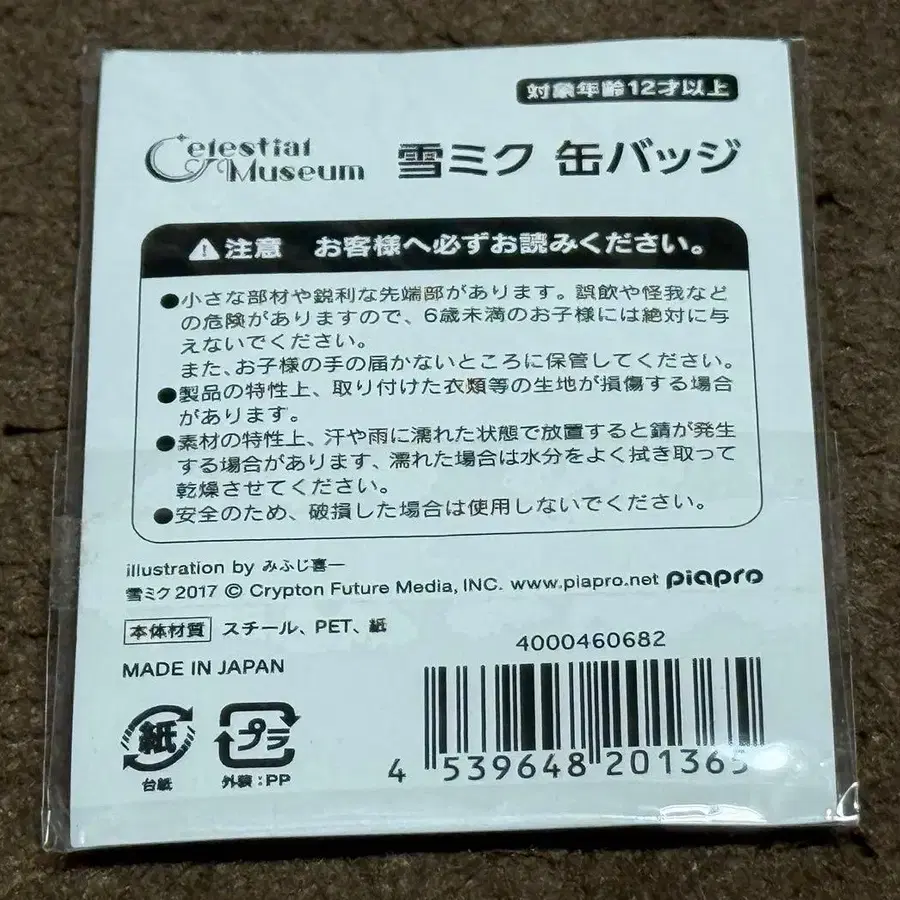 対象年齢12才以上
Celestial Museum
雪ミク 缶バッジ
注意 お客様へ必ずお読みください。
●小さな部材や鋭利な先端部があります。誤飲や怪我など
の危険がありますので、6歳未満のお子様には絶対に与
えないでください。
また、お子様の手の届かないところに保管してください。
●製品の特性上、取り付けた衣類等の生地が損傷する場合
があります。
●素材の特性上、汗や雨に濡れた状態で放置すると錆が発生
する場合があります、濡れた場合は水分をよく拭き取って
乾燥させてください。
●安全のため、破損した場合は使用しないでください。
illustration by みふじ喜一
雪ミク 2017 © Crypton Future Media, INC. www.piapro.net piapro
本体材質 スチール、PET、紙
MADE IN JAPAN
4000460682
紙
台紙
プラ
外装:PP
4 539648 201365